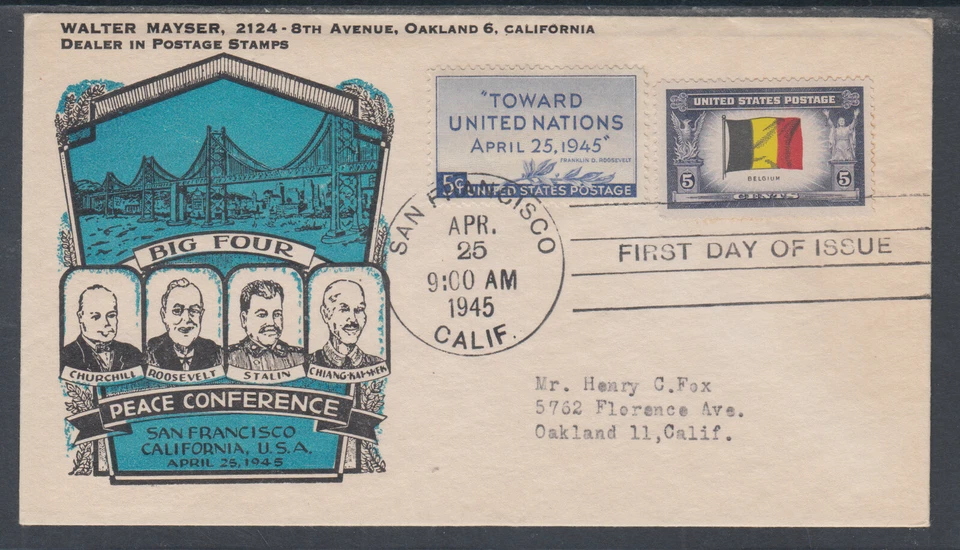 WALTER MAYSER, 2124 - 8TH AVENUE, OAKLAND 6, CALIFORNIA
DEALER IN POSTAGE STAMPS
BIG FOUR
CHURCHILL ROOSEVELT STALIN CHIANG-KAI-SHEK
PEACE CONFERENCE
SAN FRANCISCO
CALIFORNIA, U.S.A.
APRIL 25, 1945
"TOWARD
UNITED NATIONS
APRIL 25, 1945"
FRANKLIN D. ROOSEVELT
5¢ UNITED STATES POSTAGE
UNITED STATES POSTAGE
BELGIUM
5 CENTS 5
SAN FRANCISCO
APR.
25
9:00 AM
1945
CALIF.
FIRST DAY OF ISSUE
Mr. Henry C.Fox
5762 Florence Ave.
Oakland 11,Calif.